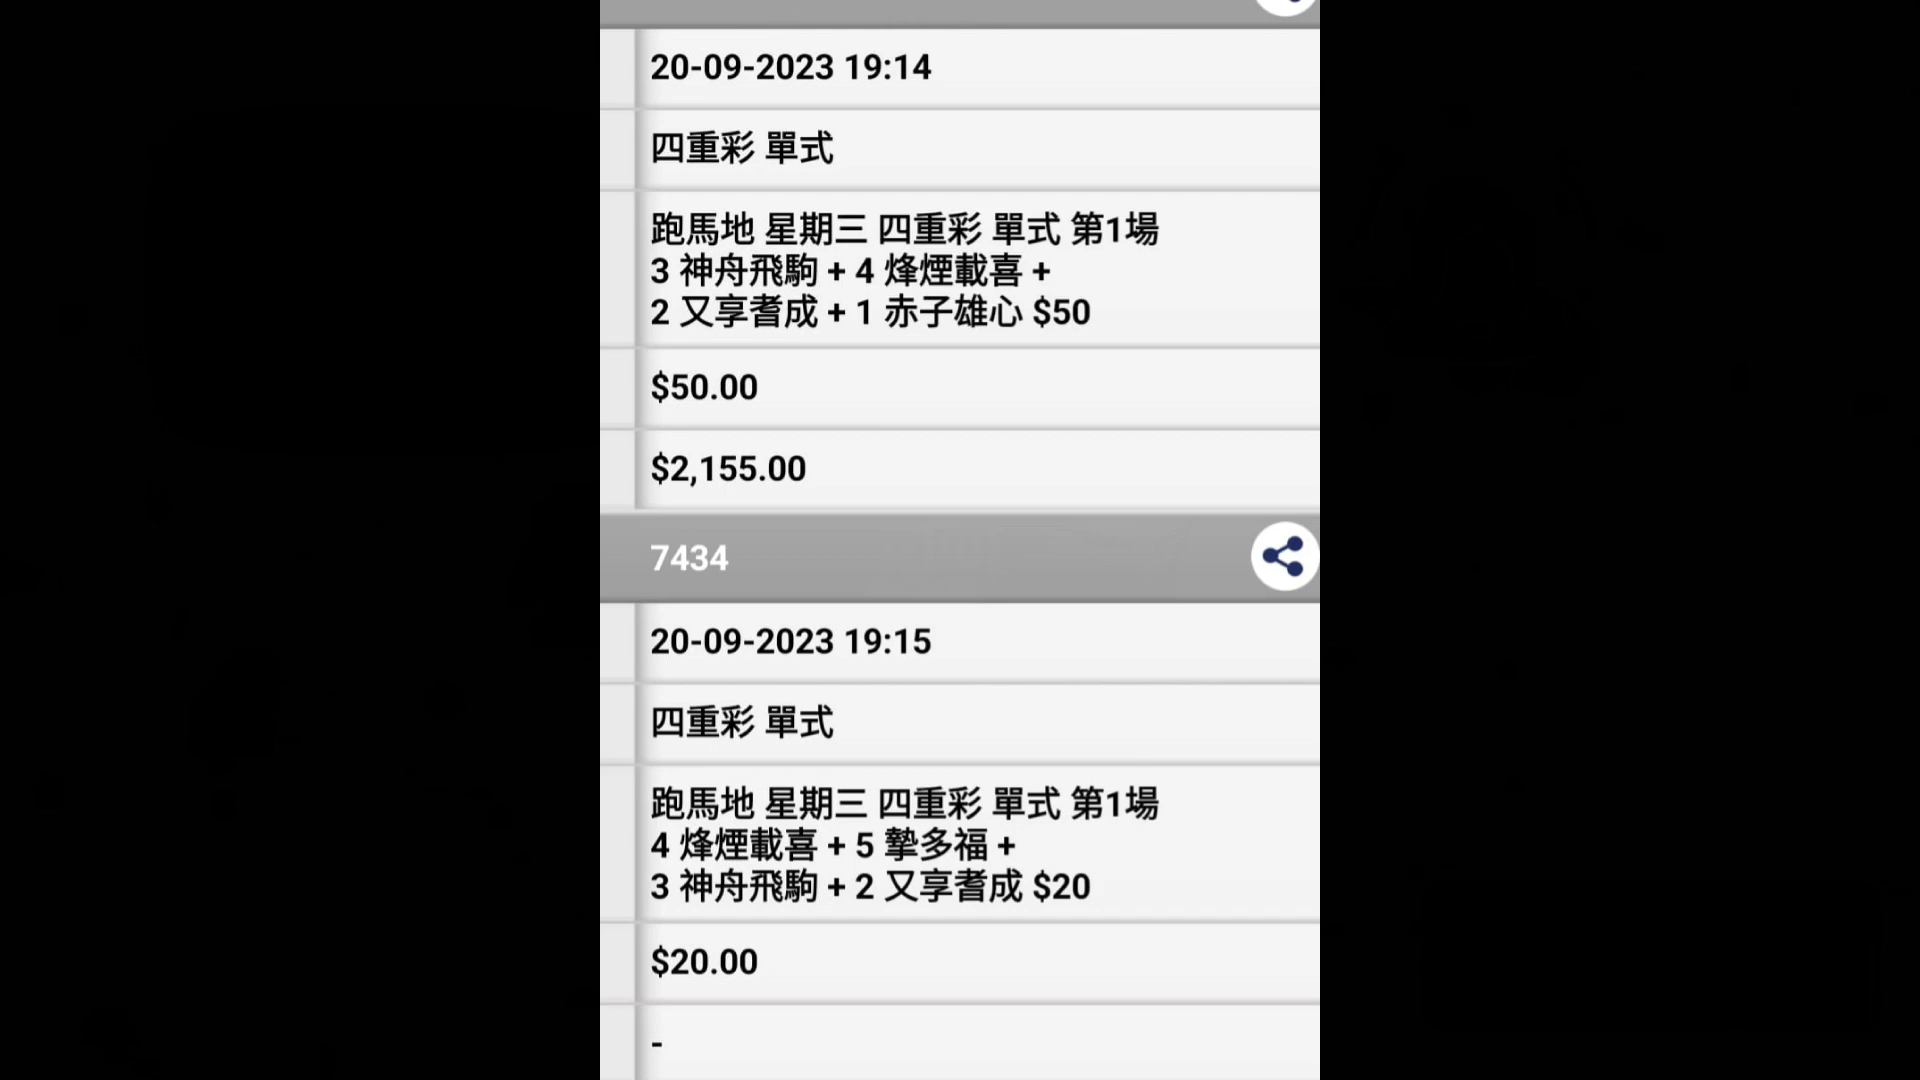 20-09-2023 19:14
四重彩 單式
跑馬地 星期三 四重彩 單式 第1場
3 神舟飛駒 + 4 烽煙載喜 +
2 又享耆成 + 1 赤子雄心 $50
$50.00
$2,155.00
7434
20-09-2023 19:15
四重彩 單式
跑馬地 星期三 四重彩 單式 第1場
4 烽煙載喜 + 5 摯多福 +
3 神舟飛駒 + 2 又享耆成 $20
$20.00
-